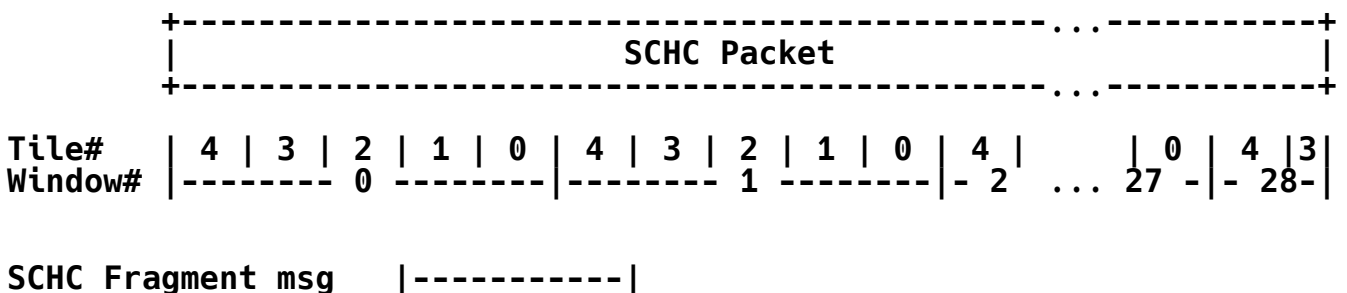 +---------------------------------------------...-----------+
|                       SCHC Packet                         |
+---------------------------------------------...-----------+
Tile#   | 4 | 3 | 2 | 1 | 0 | 4 | 3 | 2 | 1 | 0 | 4 |     | 0 | 4 |3|
Window# |-------- 0 --------|-------- 1 --------|- 2  ... 27 -|- 28-|
SCHC Fragment msg   |-----------|